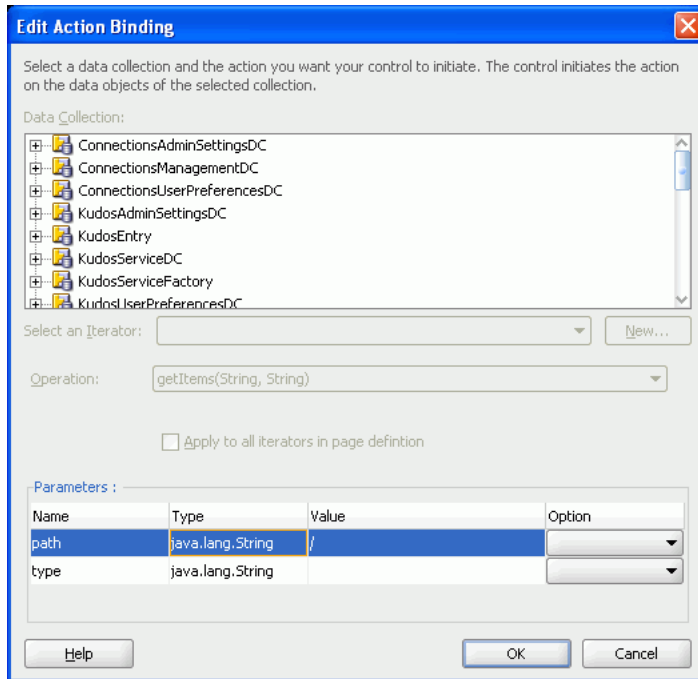 Edit Action Binding
Select a data collection and the action you want your control to initiate. The control initiates the action
on the data objects of the selected collection.
Data Collection:
ConnectionsAdminSettingsDC
ConnectionsManagementDC
ConnectionsUserPreferencesDC
KudosAdminSettingsDC
KudosEntry
KudosServiceDC
KudosServiceFactory
KudosUserPreferencesDC
Select an Iterator: New...
Operation: getItems(String, String)
Apply to all iterators in page defintion
Parameters :
Name Type Value Option
path java.lang.String /
type java.lang.String
Help OK Cancel